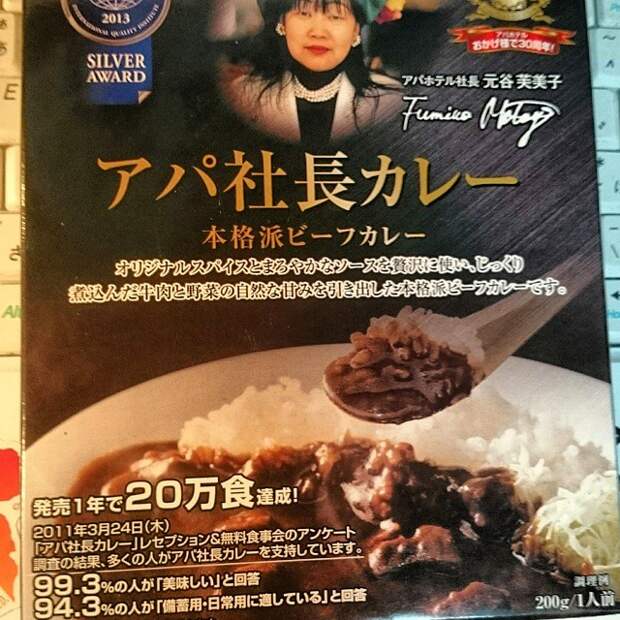 2013
INTERNATIONAL QUALITY INSTITUTE
SILVER
AWARD
アパホテル
おかげ様で30周年!
アパホテル社長 元谷 芙美子
Fumiko Motoya
アパ社長カレー
本格派ビーフカレー
オリジナルスパイスとまろやかなソースを贅沢に使い、じっくり
煮込んだ牛肉と野菜の自然な甘みを引き出した本格派ビーフカレーです。
発売1年で20万食達成!
2011年3月24日(木)
「アパ社長カレー」レセプション&無料食事会のアンケート
調査の結果、多くの人がアパ社長カレーを支持しています。
99.3%の人が「美味しい」と回答
94.3%の人が「備蓄用・日常用に適している」と回答
調理例
200g/1人前
E
Alt